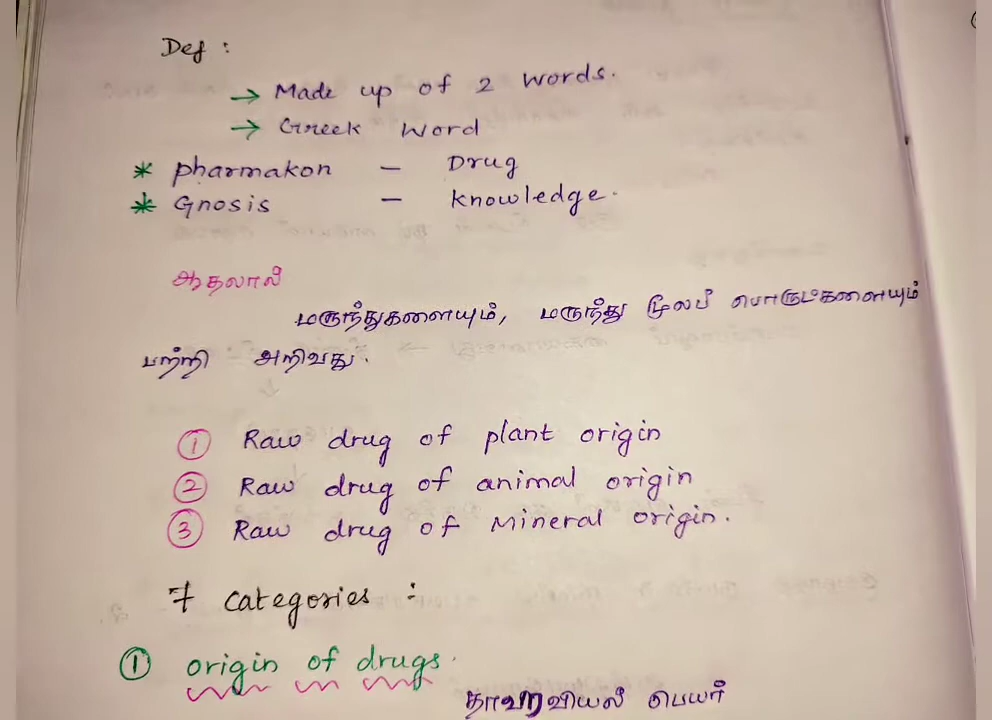 Def :
→ Made up of 2 words.
→ Greek word
* pharmakon – Drug
* Gnosis – knowledge.
ஆதலால்
மருந்துகளையும், மருந்து மூலப் பொருட்களையும்
பற்றி அறிவது.
① Raw drug of plant origin
② Raw drug of animal origin
③ Raw drug of Mineral origin.
7 categories :
① origin of drugs.
தாவரவியல் பெயர்